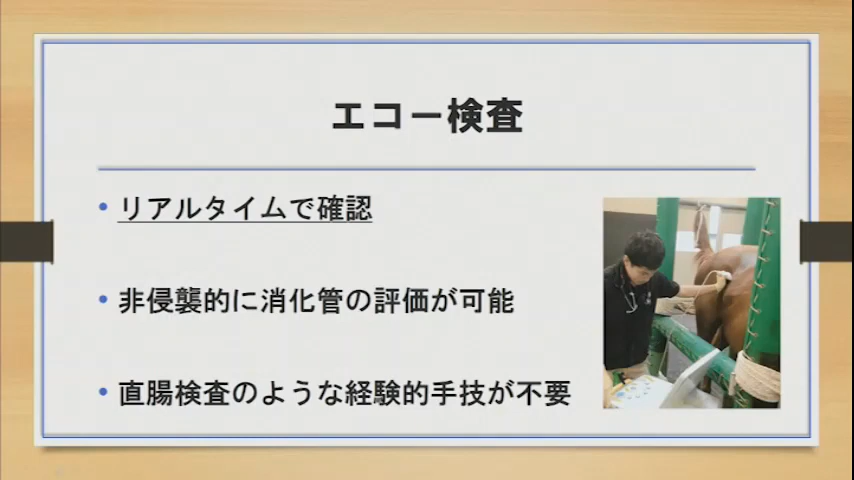 エコー検査
• リアルタイムで確認
• 非侵襲的に消化管の評価が可能
• 直腸検査のような経験的手技が不要